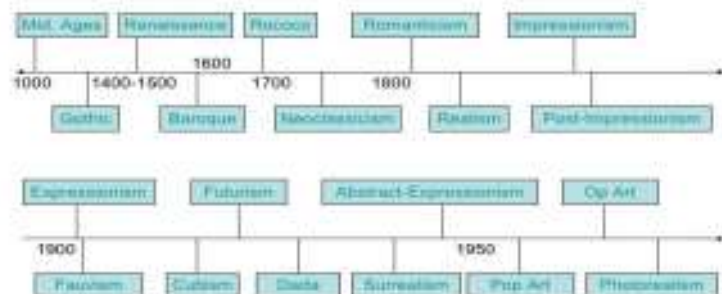 Mid. Ages Renaissance Rococo Romanticism Impressionism
1600
1000 1400-1500 1700 1800
Gothic Baroque Neoclassicism Realism Post-Impressionism
Expressionism Futurism Abstract-Expressionism Op Art
1900 1950
Fauvism Cubism Dada Surrealism Pop Art Photorealism